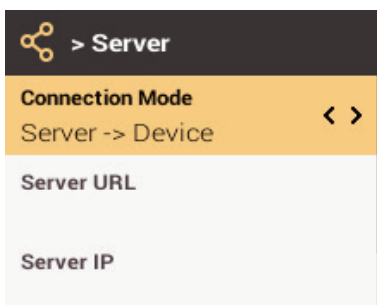 > Server
Connection Mode
Server -> Device
Server URL
Server IP